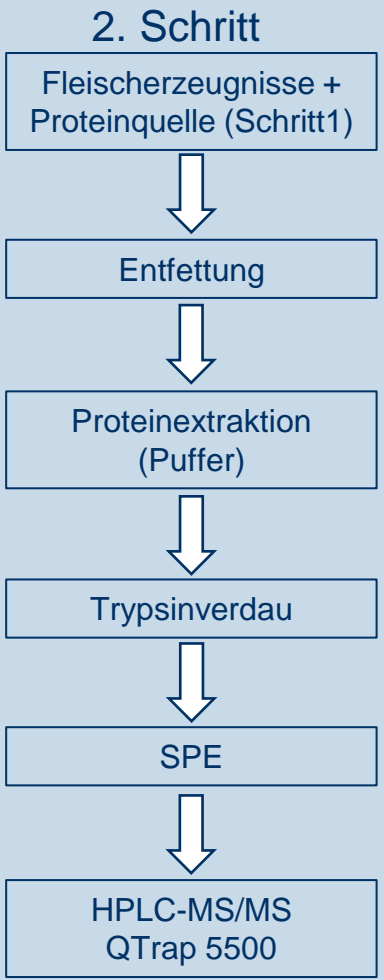 2. Schritt
Fleischerzeugnisse +
Proteinquelle (Schritt1)
Entfettung
Proteinextraktion
(Puffer)
Trypsinverdau
SPE
HPLC-MS/MS
QTrap 5500